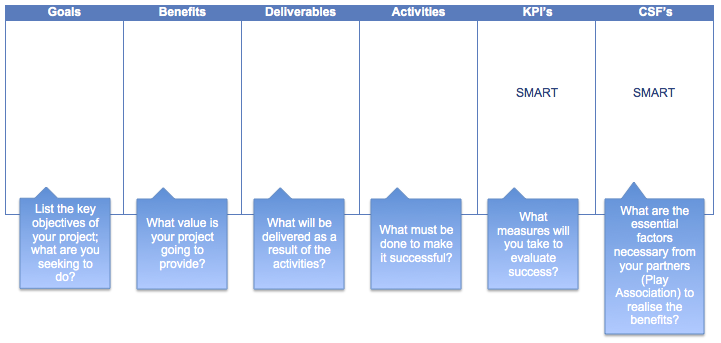 Goals
Benefits
Deliverables
Activities
KPI's
CSF's
SMART
SMART
List the key
objectives of
your project;
what are you
seeking to
do?
What value is
your project
going to
provide?
What will be
delivered as a
result of the
activities?
What must be
done to make
it successful?
What
measures will
you take to
evaluate
success?
What are the
essential
factors
necessary from
your partners
(Play
Association) to
realise the
benefits?